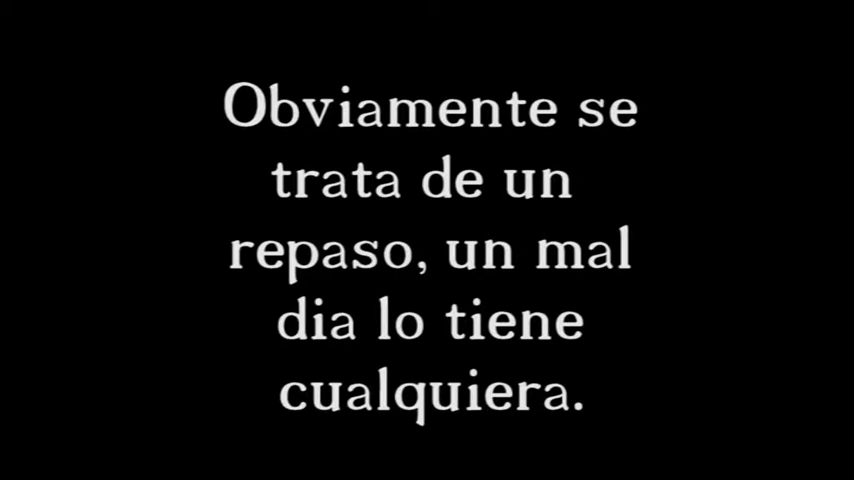 Obviamente se
trata de un
repaso, un mal
dia lo tiene
cualquiera.